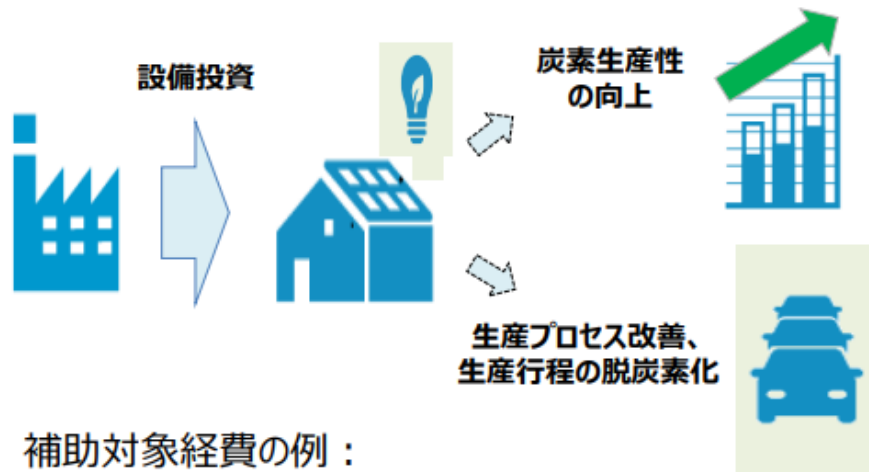 設備投資
炭素生産性
の向上
生産プロセス改善、
生産行程の脱炭素化
補助対象経費の例：